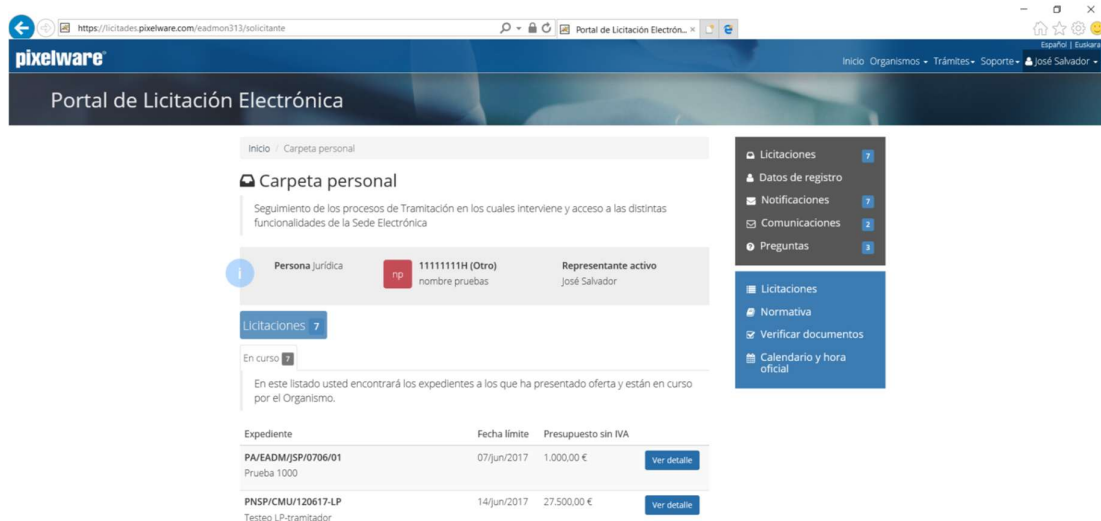 https://licitades.pixelware.com/eadmon313/solicitante
Portal de Licitación Electrón...
Español | Euskara
pixelware
Inicio Organismos Trámites Soporte José Salvador
Portal de Licitación Electrónica
Inicio / Carpeta personal
Carpeta personal
Seguimiento de los procesos de Tramitación en los cuales interviene y acceso a las distintas
funcionalidades de la Sede Electrónica
i
Persona Jurídica
np
11111111H (Otro)
nombre pruebas
Representante activo
José Salvador
Licitaciones 7
En curso 7
En este listado usted encontrará los expedientes a los que ha presentado oferta y están en curso
por el Organismo.
Expediente Fecha límite Presupuesto sin IVA
PA/EADM/JSP/0706/01 07/jun/2017 1.000,00 € Ver detalle
Prueba 1000
PNSP/CMU/120617-LP 14/jun/2017 27.500,00 € Ver detalle
Testeo LP-tramitador
Licitaciones 7
Datos de registro
Notificaciones 7
Comunicaciones 2
Preguntas 3
Licitaciones
Normativa
Verificar documentos
Calendario y hora
oficial